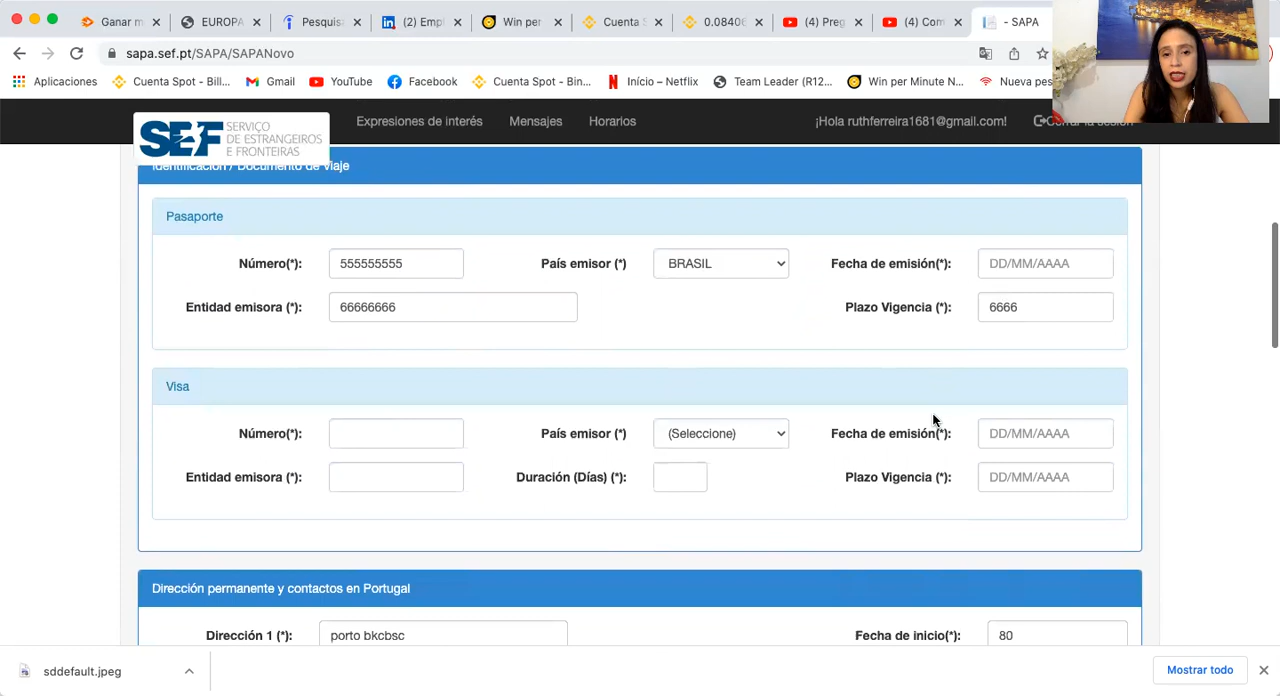 Ganar m
EUROPA
Pesquisa
(2) Empl
Win per
Cuenta S
0.08406
(4) Preg
(4) Com
- SAPA
sapa.sef.pt/SAPA/SAPANovo
Aplicaciones
Cuenta Spot - Bill...
Gmail
YouTube
Facebook
Cuenta Spot - Bin...
Início – Netflix
Team Leader (R12...
Win per Minute N...
Nueva pes
SEF SERVIÇO
DE ESTRANGEIROS
E FRONTEIRAS
Expresiones de interés
Mensajes
Horarios
¡Hola ruthferreira1681@gmail.com!
Cerrar la sesión
Identificación / Documento de Viaje
Pasaporte
Número(*): 555555555 País emisor (*) BRASIL Fecha de emisión(*): DD/MM/AAAA
Entidad emisora (*): 66666666 Plazo Vigencia (*): 6666
Visa
Número(*): País emisor (*) (Seleccione) Fecha de emisión(*): DD/MM/AAAA
Entidad emisora (*): Duración (Días) (*): Plazo Vigencia (*): DD/MM/AAAA
Dirección permanente y contactos en Portugal
Dirección 1 (*): porto bkcbsc Fecha de inicio(*): 80
sddefault.jpeg
Mostrar todo